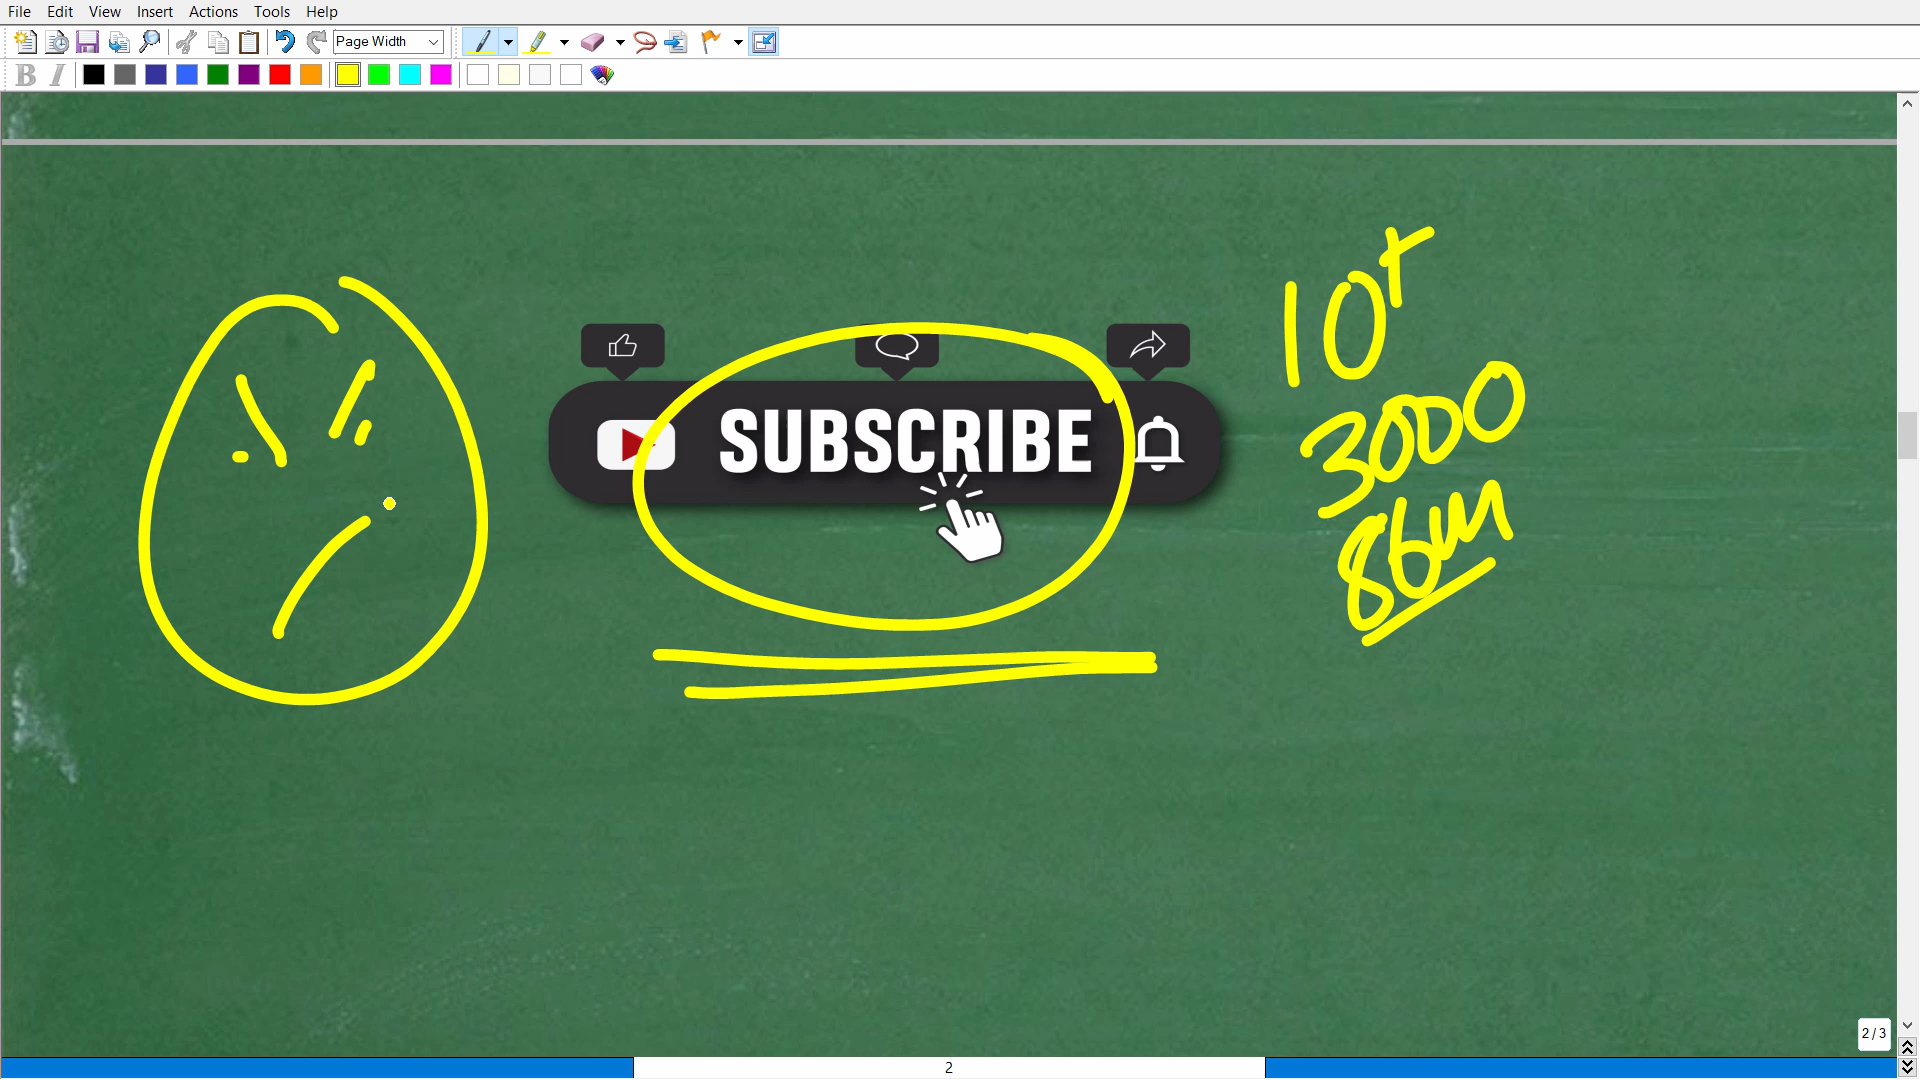 File Edit View Insert Actions Tools Help
Page Width
B I
10+
3000
86m
SUBSCRIBE
2 / 3
2